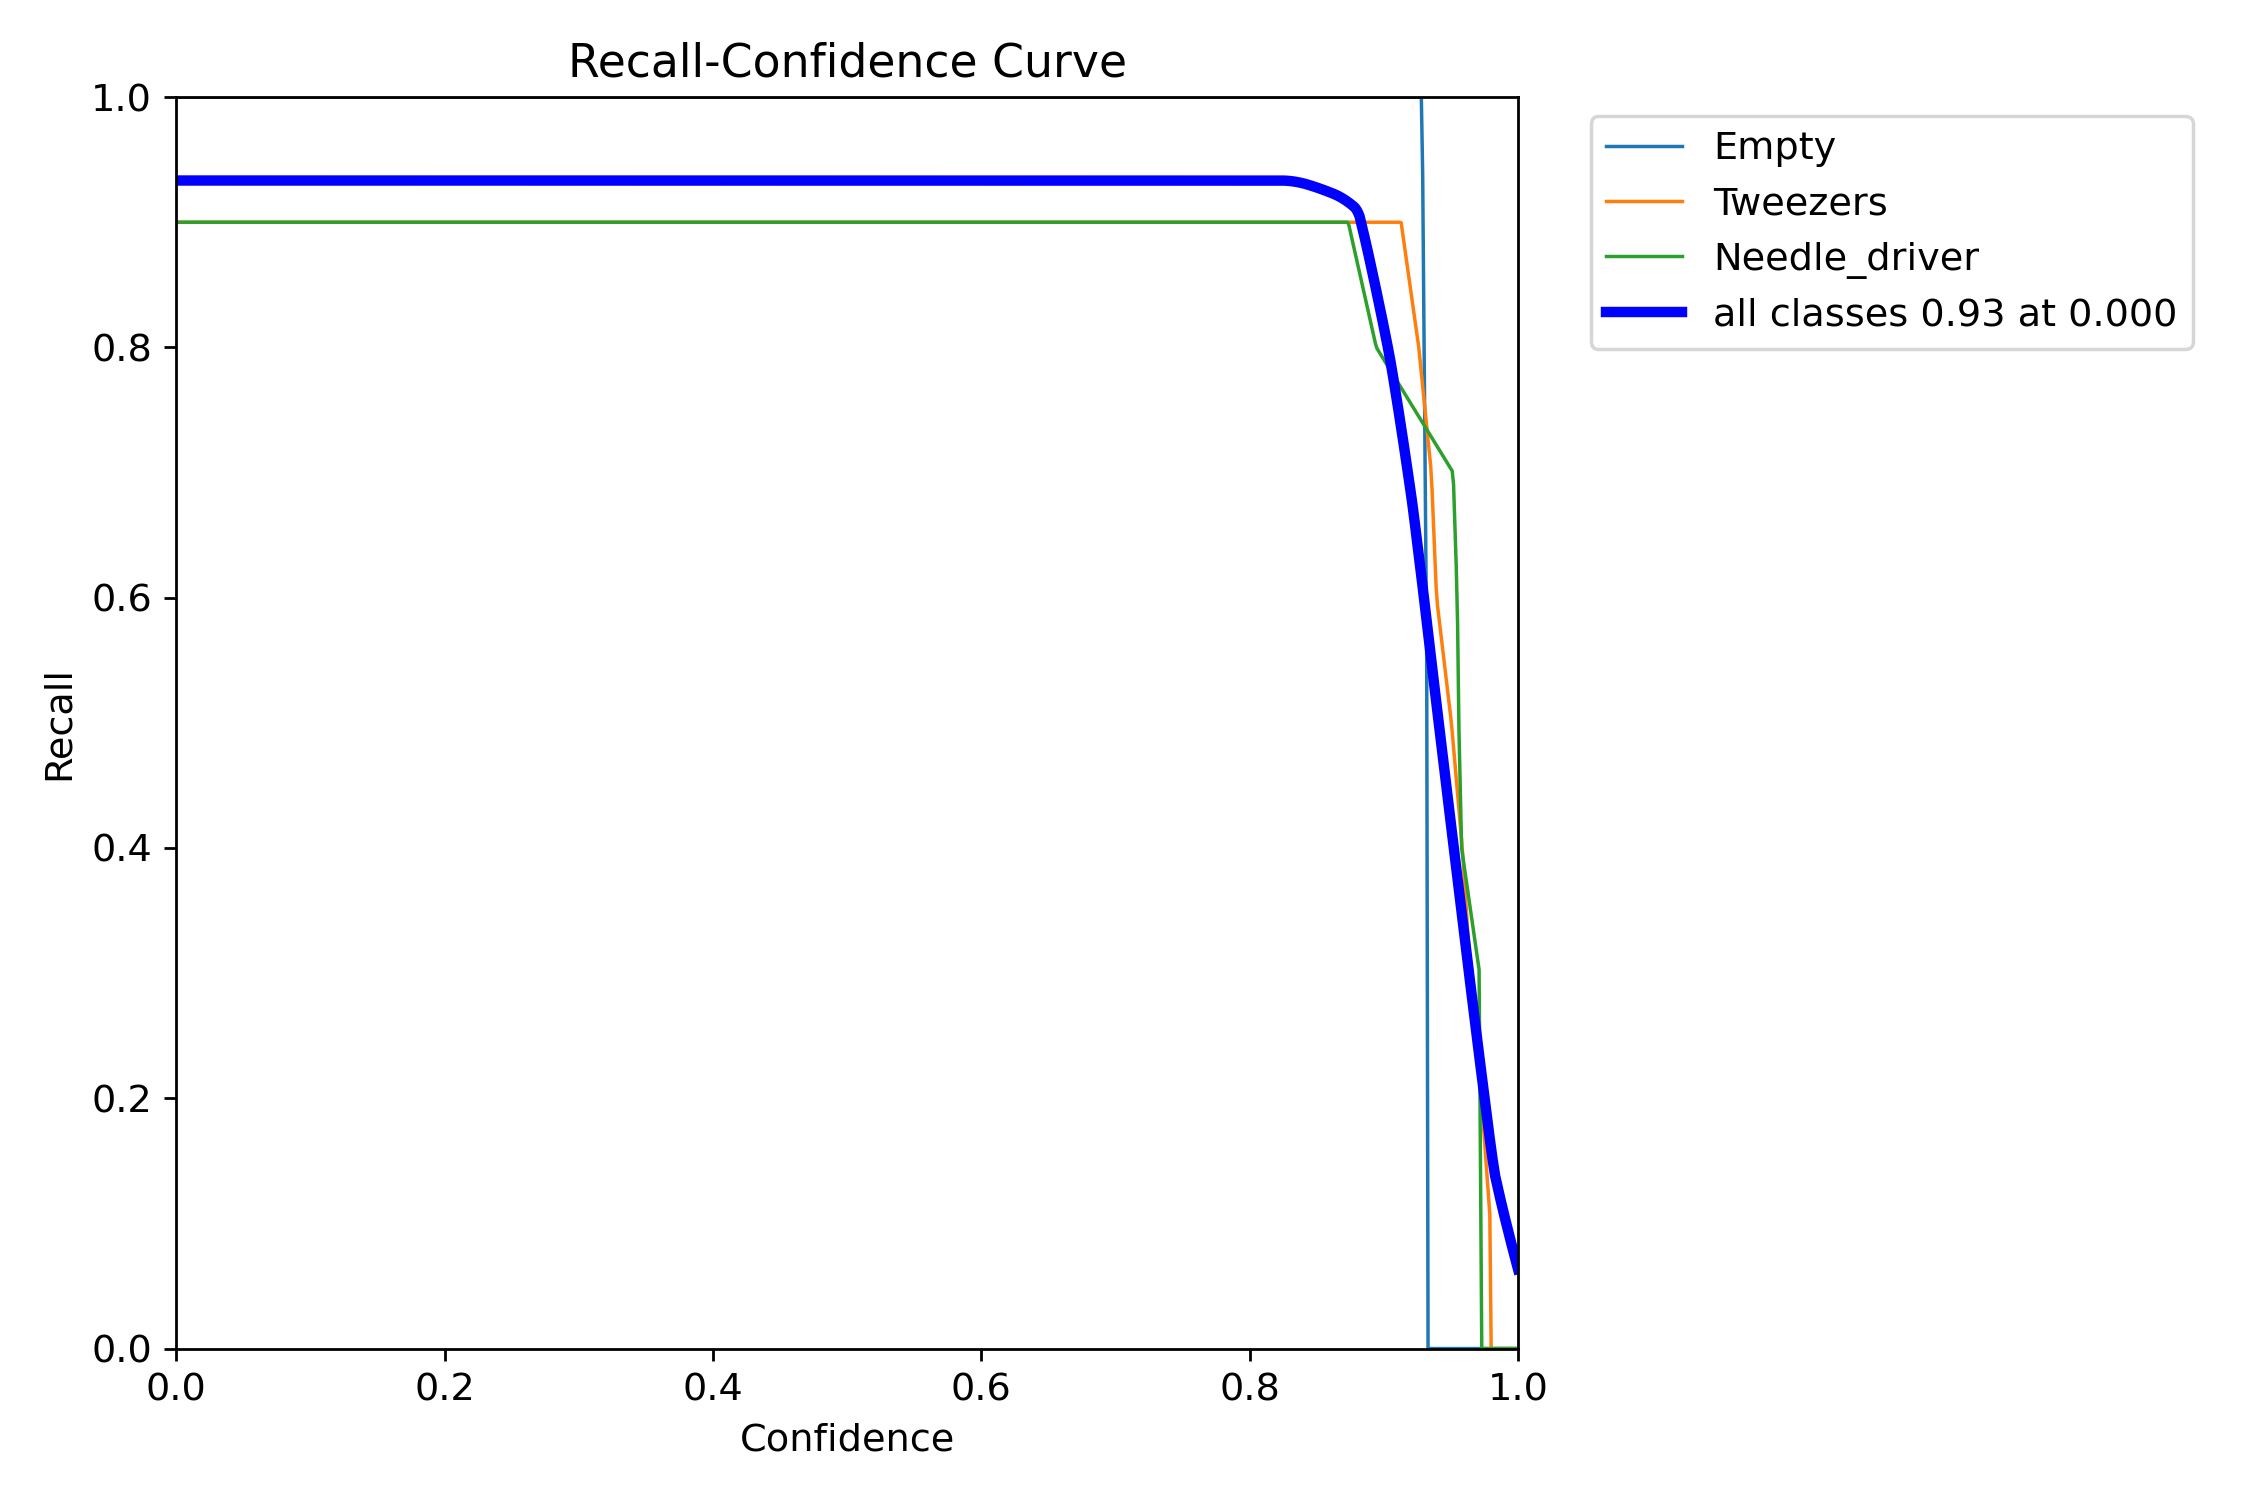 Recall-Confidence Curve
1.0
0.8
0.6
0.4
0.2
0.0
Recall
0.0 0.2 0.4 0.6 0.8 1.0
Confidence
Empty
Tweezers
Needle_driver
all classes 0.93 at 0.000